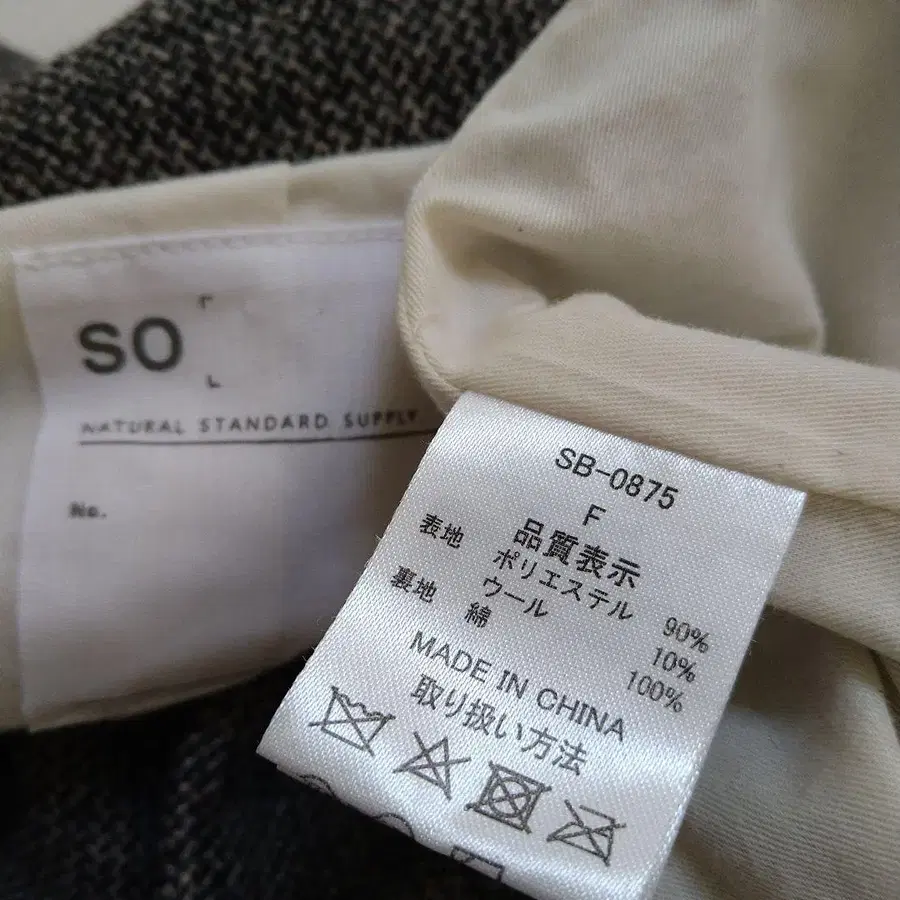 SO
NATURAL STANDARD SUPPLY
No.
SB-0875
F
品質表示
表地 ポリエステル 90%
ウール 10%
裏地 綿 100%
MADE IN CHINA
取り扱い方法